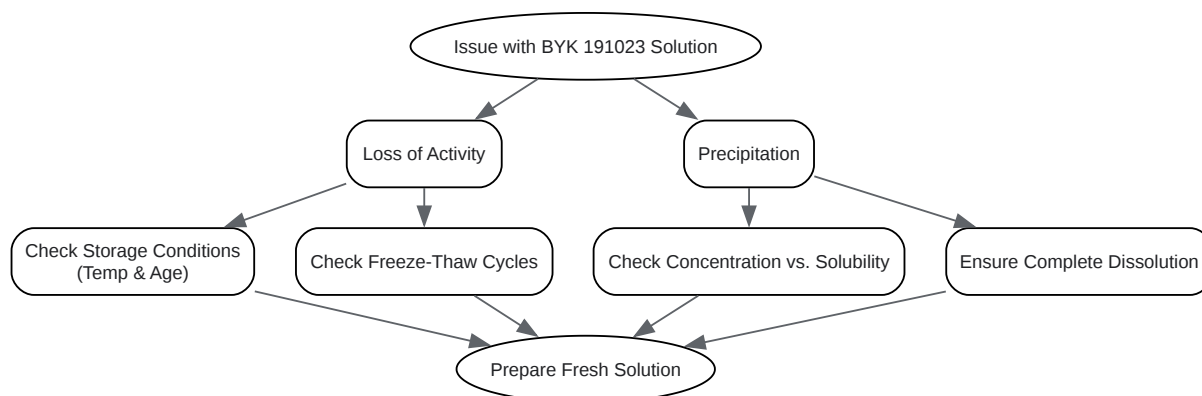 Issue with BYK 191023 Solution
Loss of Activity
Precipitation
Check Storage Conditions
(Temp & Age)
Check Freeze-Thaw Cycles
Check Concentration vs. Solubility
Ensure Complete Dissolution
Prepare Fresh Solution